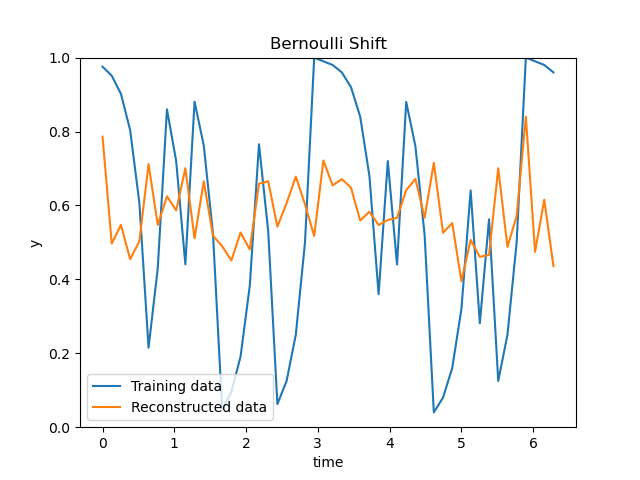 Bernoulli Shift
1.0
0.8
0.6
0.4
0.2
0.0
y
Training data
Reconstructed data
0 1 2 3 4 5 6
time